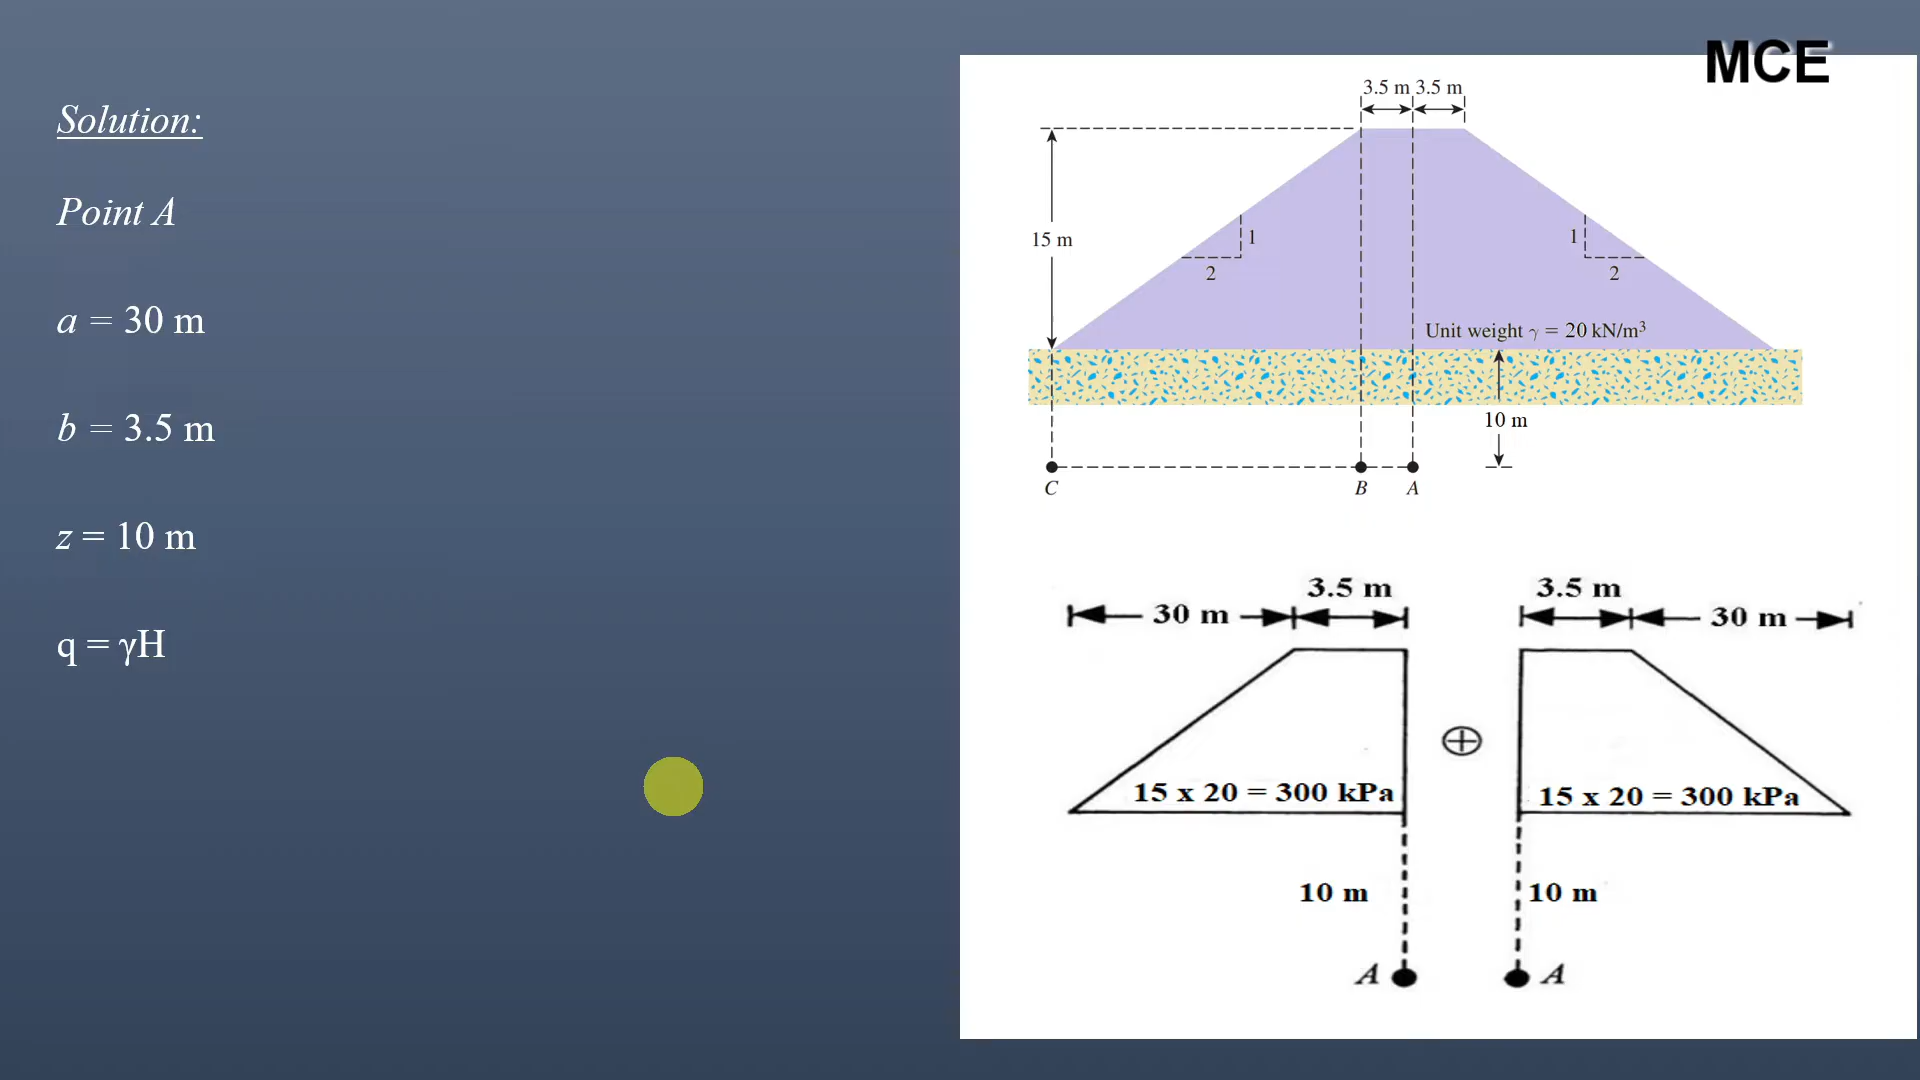 MCE
Solution:
Point A
a = 30 m
b = 3.5 m
z = 10 m
q = γH
3.5 m 3.5 m
15 m
1
2
1
2
Unit weight γ = 20 kN/m³
10 m
C B A
3.5 m 3.5 m
30 m 30 m
15 x 20 = 300 kPa 15 x 20 = 300 kPa
10 m 10 m
A A